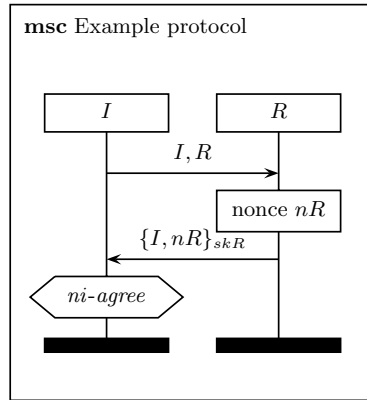 msc Example protocol
I R
I, R
nonce nR
{I, nR}skR
ni-agree